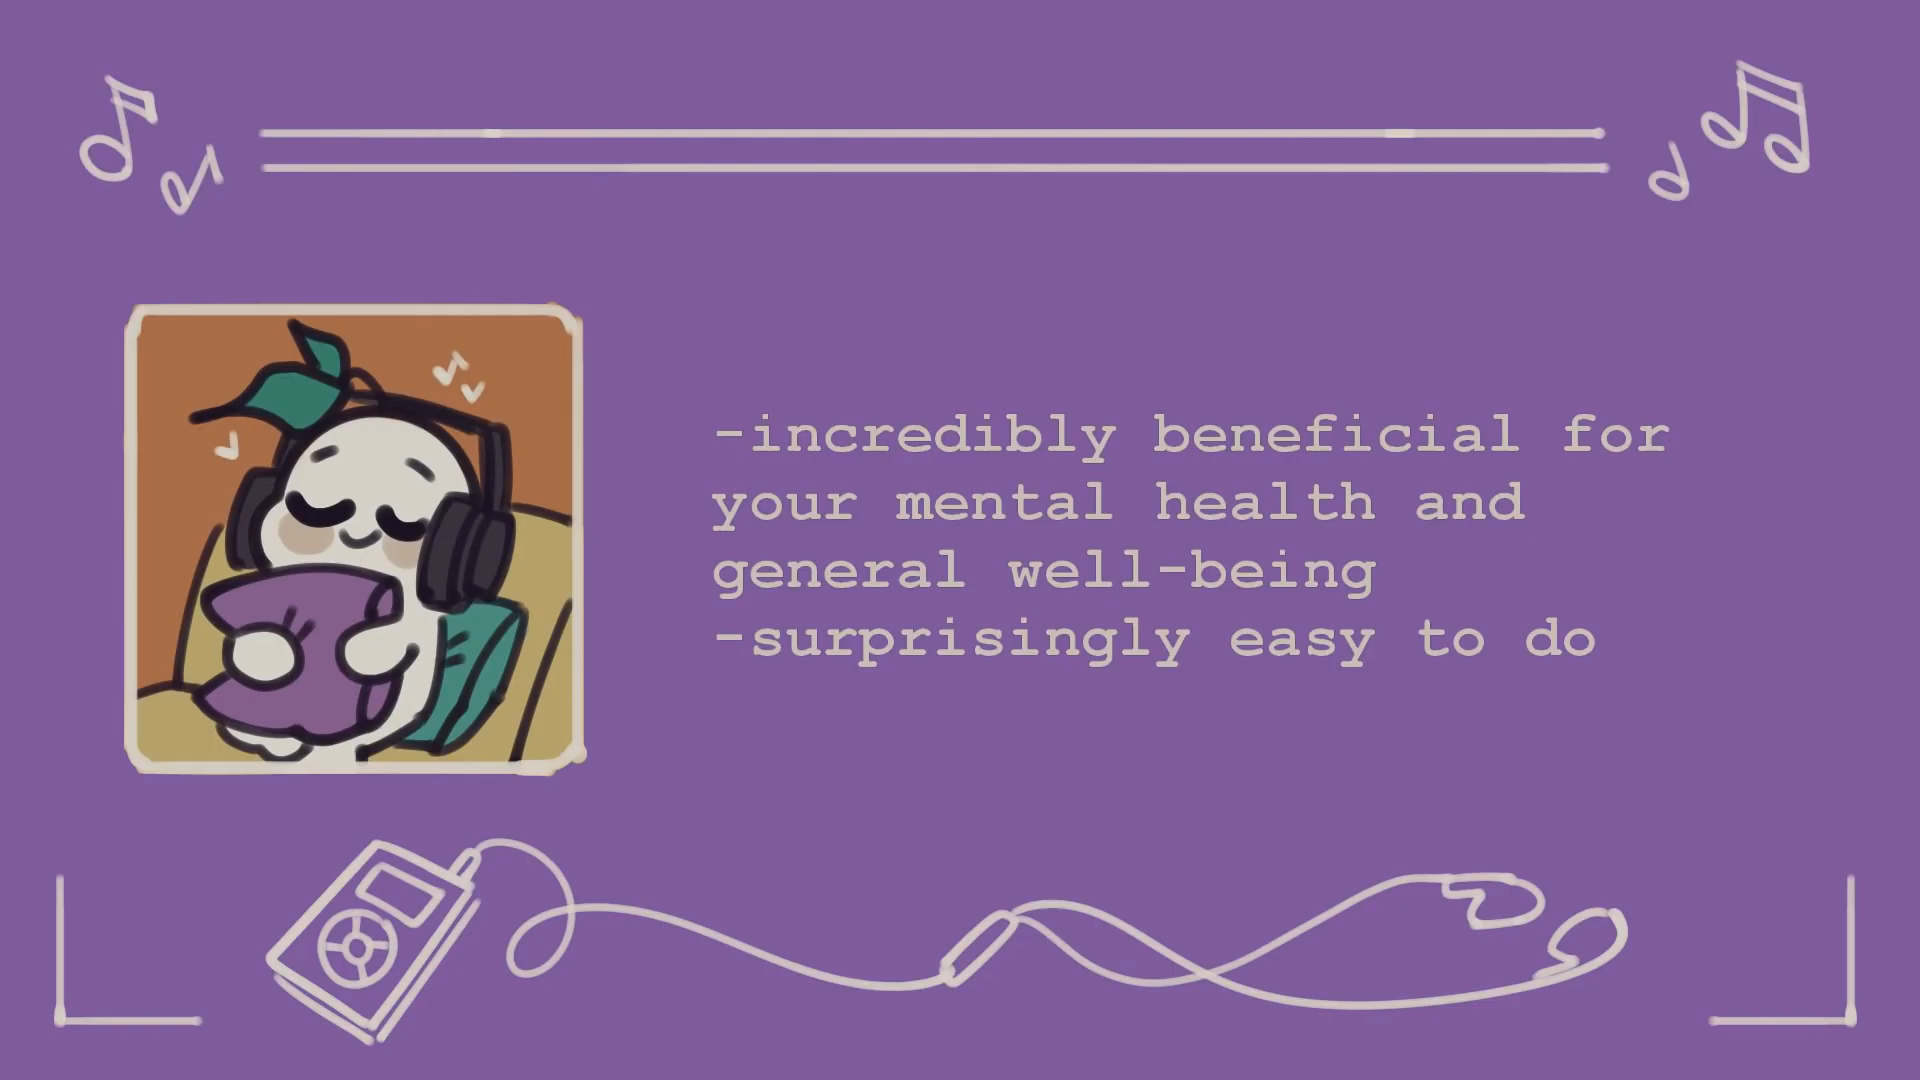 -incredibly beneficial for
your mental health and
general well-being
-surprisingly easy to do